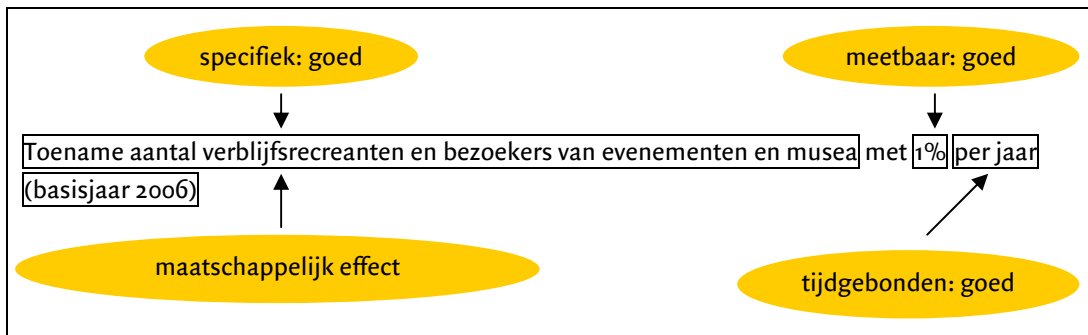 specifiek: goed
meetbaar: goed
Toename aantal verblijfsrecreanten en bezoekers van evenementen en musea met 1% per jaar
(basisjaar 2006)
maatschappelijk effect
tijdgebonden: goed